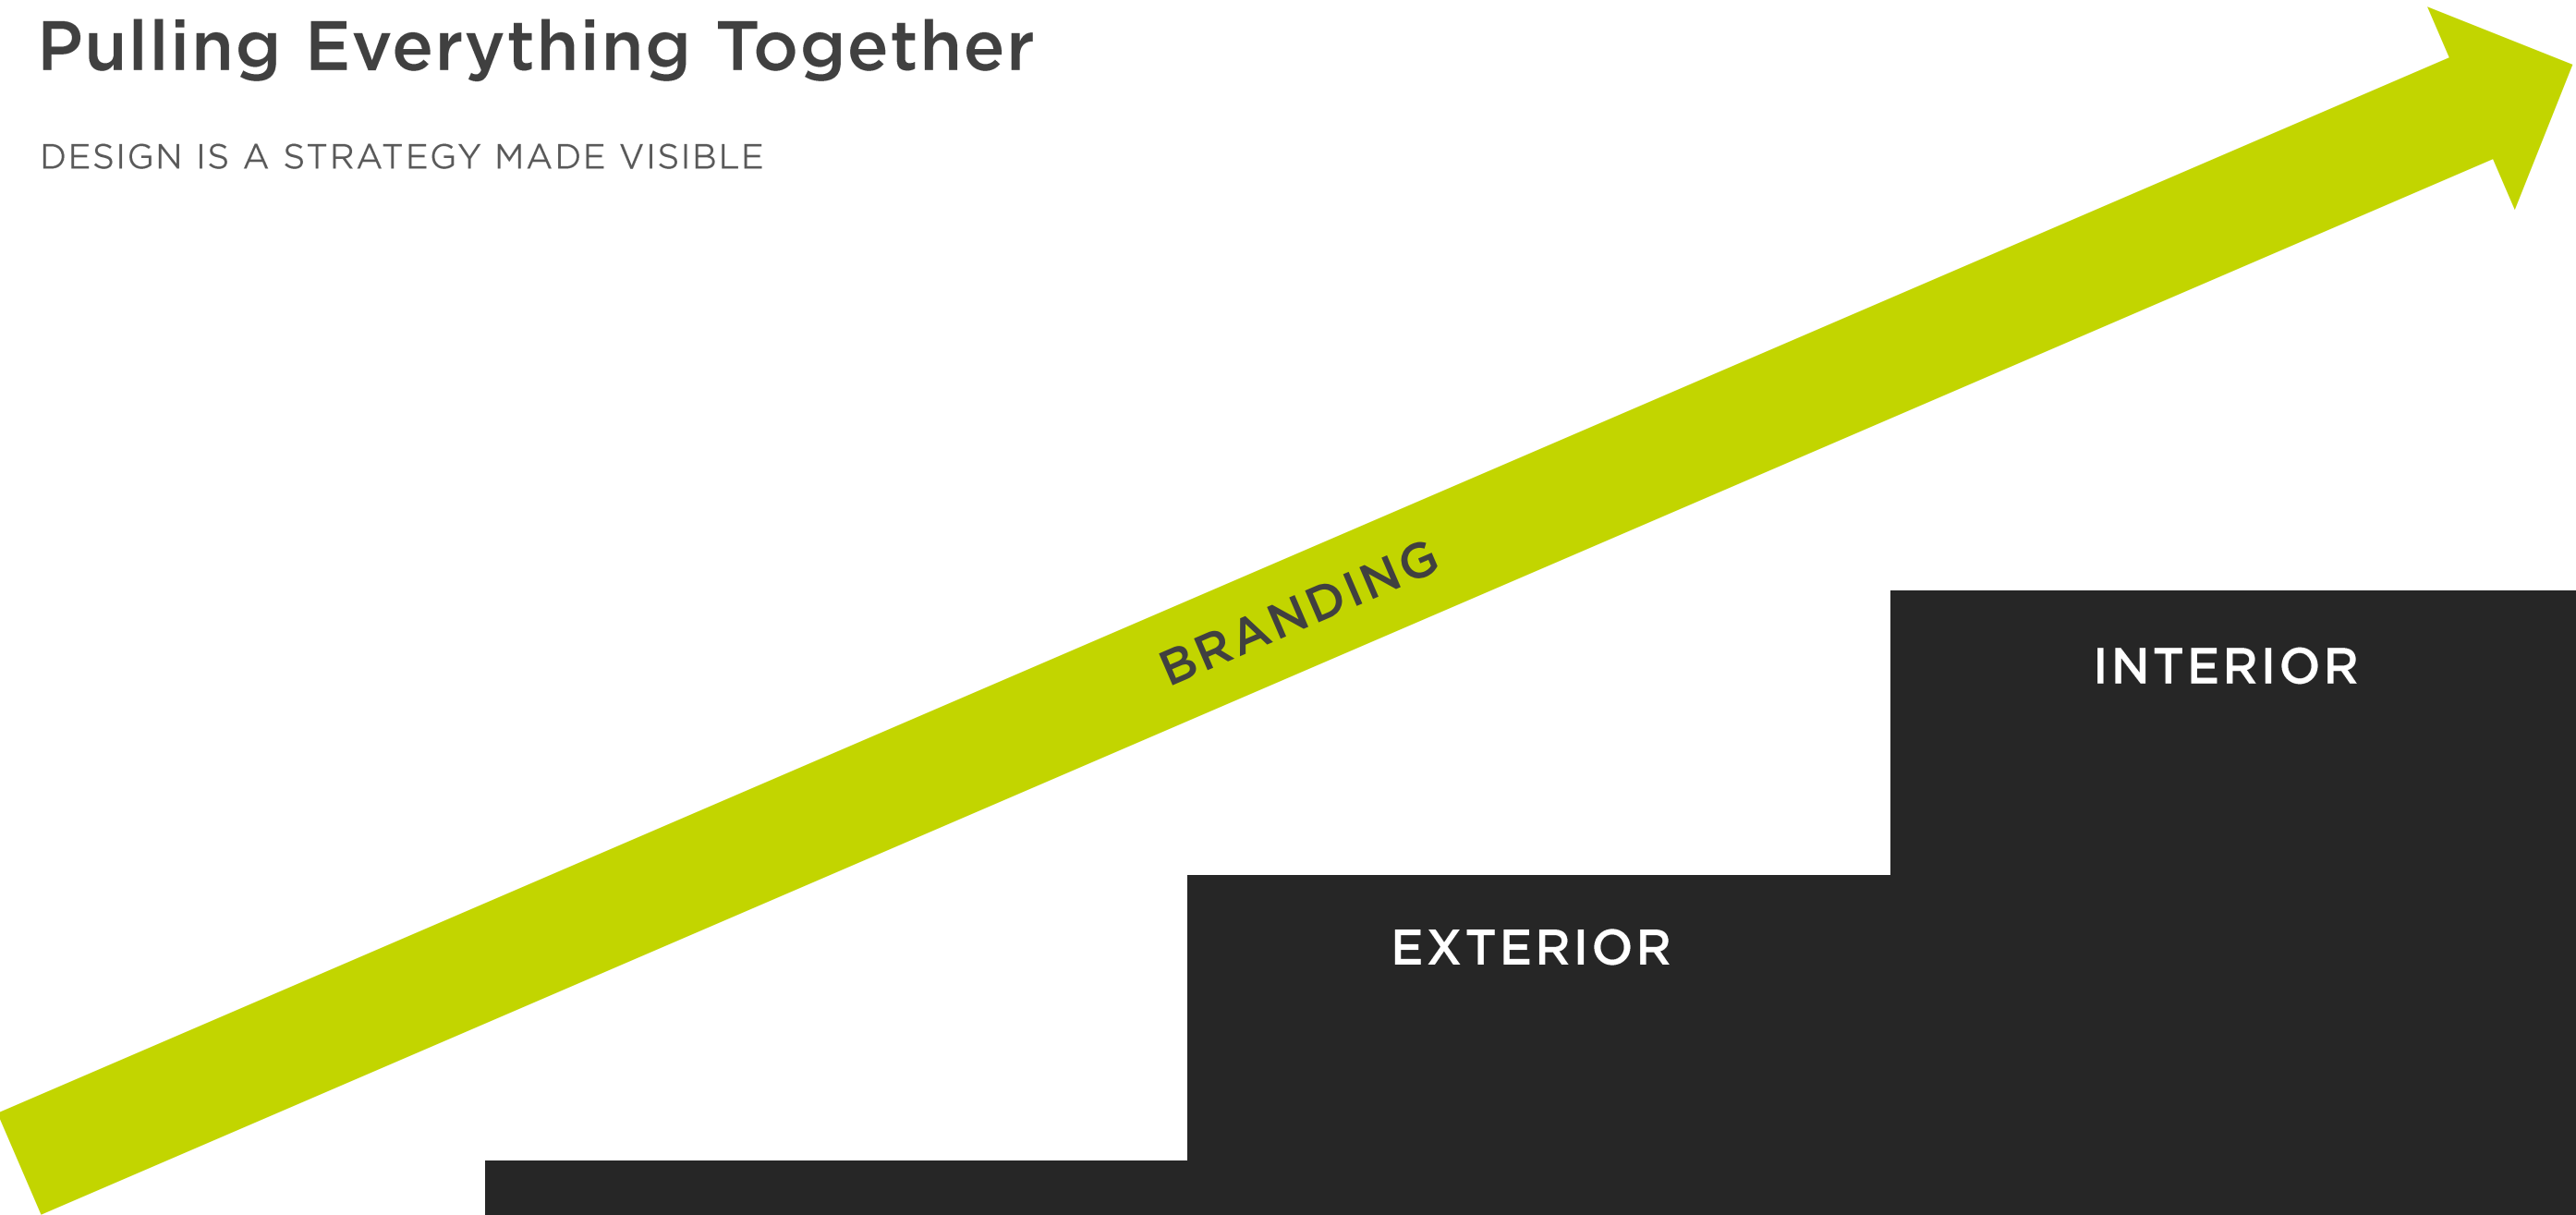 Pulling Everything Together
DESIGN IS A STRATEGY MADE VISIBLE
BRANDING
INTERIOR
EXTERIOR